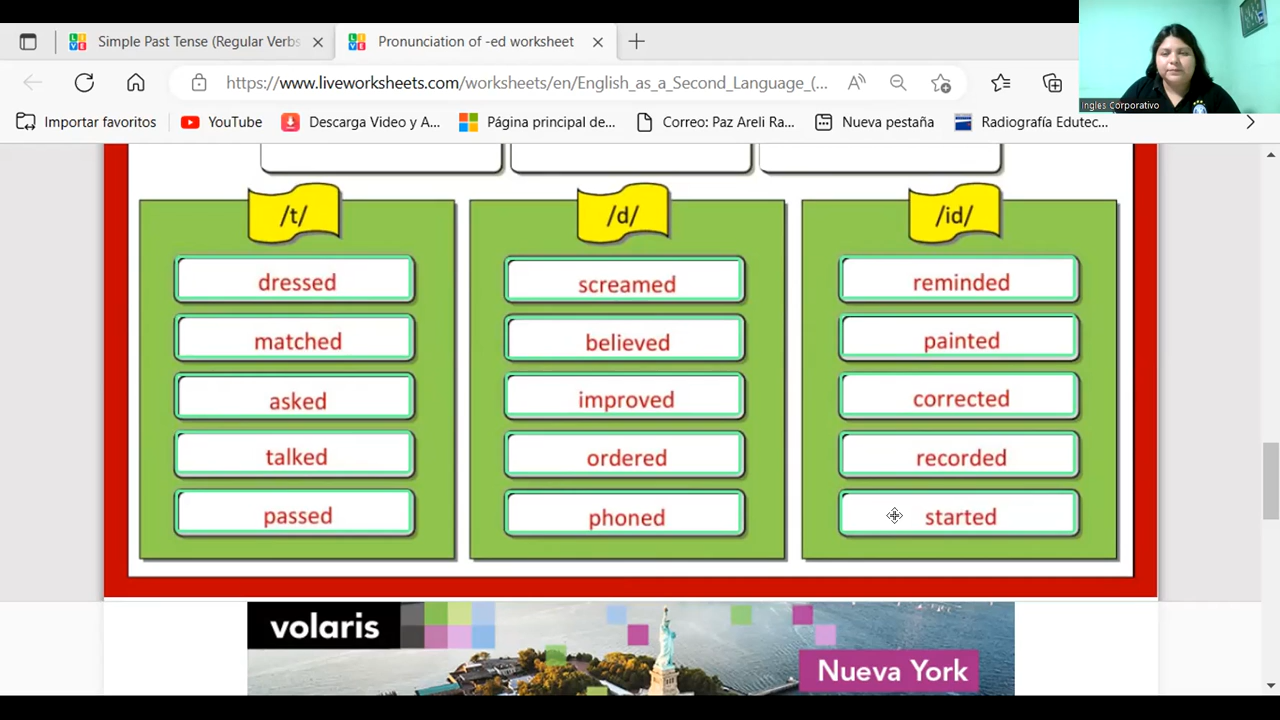 Simple Past Tense (Regular Verbs
Pronunciation of -ed worksheet
https://www.liveworksheets.com/worksheets/en/English_as_a_Second_Language_(...
Ingles Corporativo
Importar favoritos
YouTube
Descarga Video y A...
Página principal de...
Correo: Paz Areli Ra...
Nueva pestaña
Radiografía Edutec...
/t/
dressed
matched
asked
talked
passed
/d/
screamed
believed
improved
ordered
phoned
/id/
reminded
painted
corrected
recorded
started
volaris
Nueva York